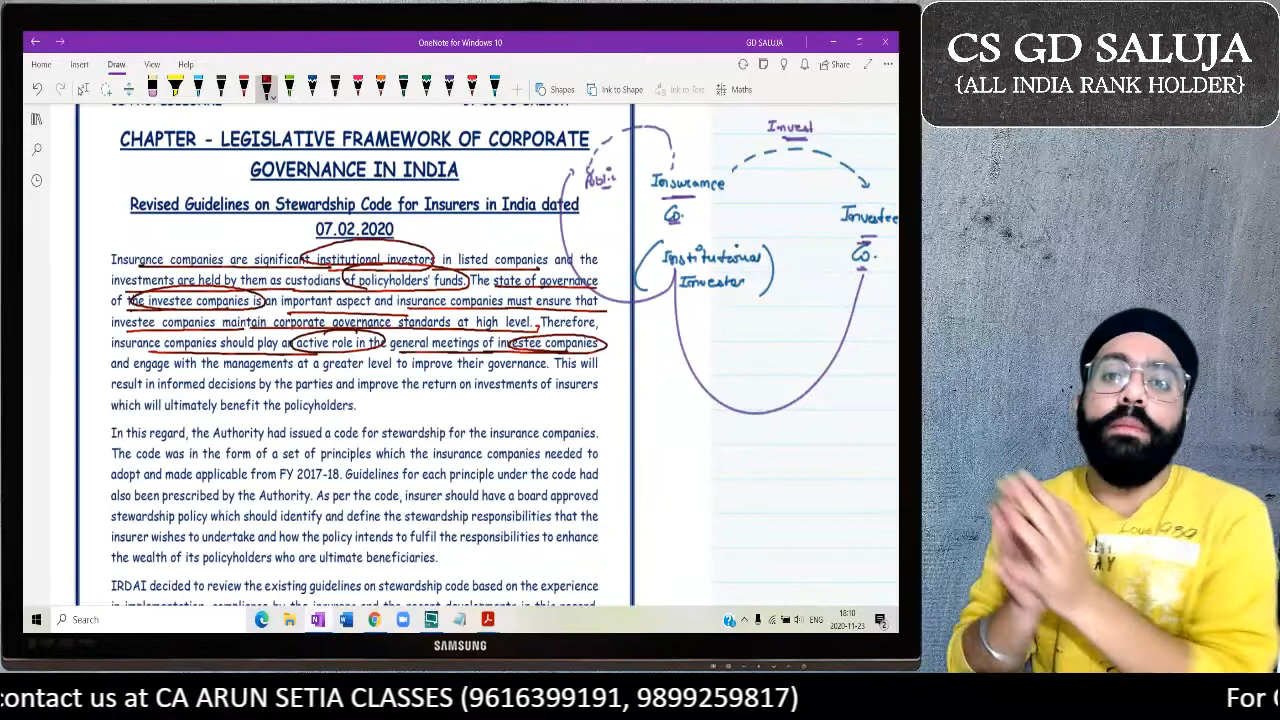 CS GD SALUJA
{ALL INDIA RANK HOLDER}
OneNote for Windows 10
GD SALUJA
Home Insert Draw View Help
Share
Shapes Ink to Shape Ink to Text Maths
CHAPTER - LEGISLATIVE FRAMEWORK OF CORPORATE
GOVERNANCE IN INDIA
Revised Guidelines on Stewardship Code for Insurers in India dated
07.02.2020
Insurance companies are significant institutional investors in listed companies and the
investments are held by them as custodians of policyholders' funds. The state of governance
of the investee companies is an important aspect and insurance companies must ensure that
investee companies maintain corporate governance standards at high level. Therefore,
insurance companies should play an active role in the general meetings of investee companies
and engage with the managements at a greater level to improve their governance. This will
result in informed decisions by the parties and improve the return on investments of insurers
which will ultimately benefit the policyholders.
In this regard, the Authority had issued a code for stewardship for the insurance companies.
The code was in the form of a set of principles which the insurance companies needed to
adopt and made applicable from FY 2017-18. Guidelines for each principle under the code had
also been prescribed by the Authority. As per the code, insurer should have a board approved
stewardship policy which should identify and define the stewardship responsibilities that the
insurer wishes to undertake and how the policy intends to fulfil the responsibilities to enhance
the wealth of its policyholders who are ultimate beneficiaries.
IRDAI decided to review the existing guidelines on stewardship code based on the experience
Invest
Public
Insurance
Co.
(Institutional
Investor)
Investee
Co.
Search
ENG
18:10
2020-11-23
SAMSUNG
contact us at CA ARUN SETIA CLASSES (9616399191, 9899259817)
For